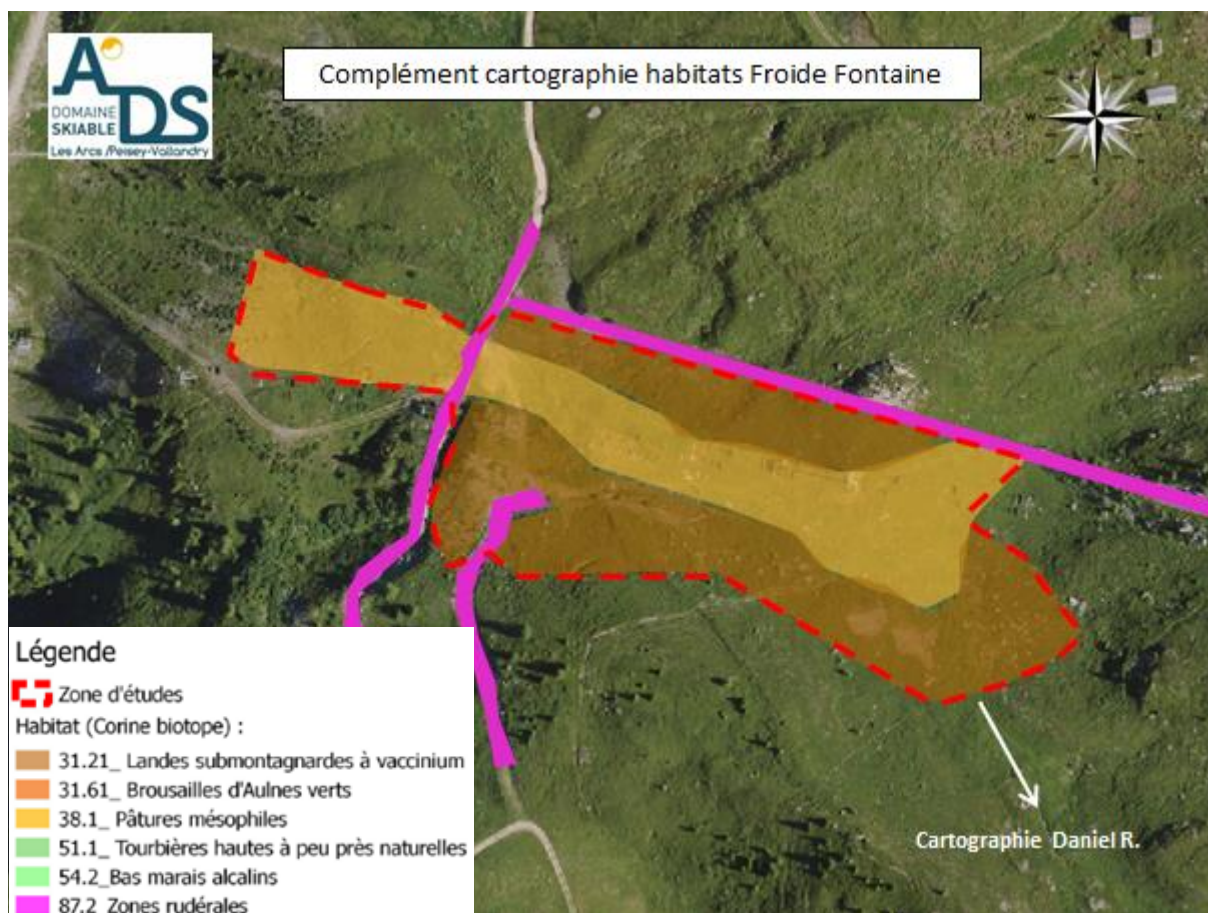 ADS
DOMAINE
SKIABLE
Les Arcs /Peisey-Vallandry
Complément cartographie habitats Froide Fontaine
Cartographie Daniel R.
Légende
Zone d'études
Habitat (Corine biotope) :
31.21_ Landes submontagnardes à vaccinium
31.61_ Brousailles d'Aulnes verts
38.1_ Pâtures mésophiles
51.1_ Tourbières hautes à peu près naturelles
54.2_Bas marais alcalins
87.2_Zones rudérales